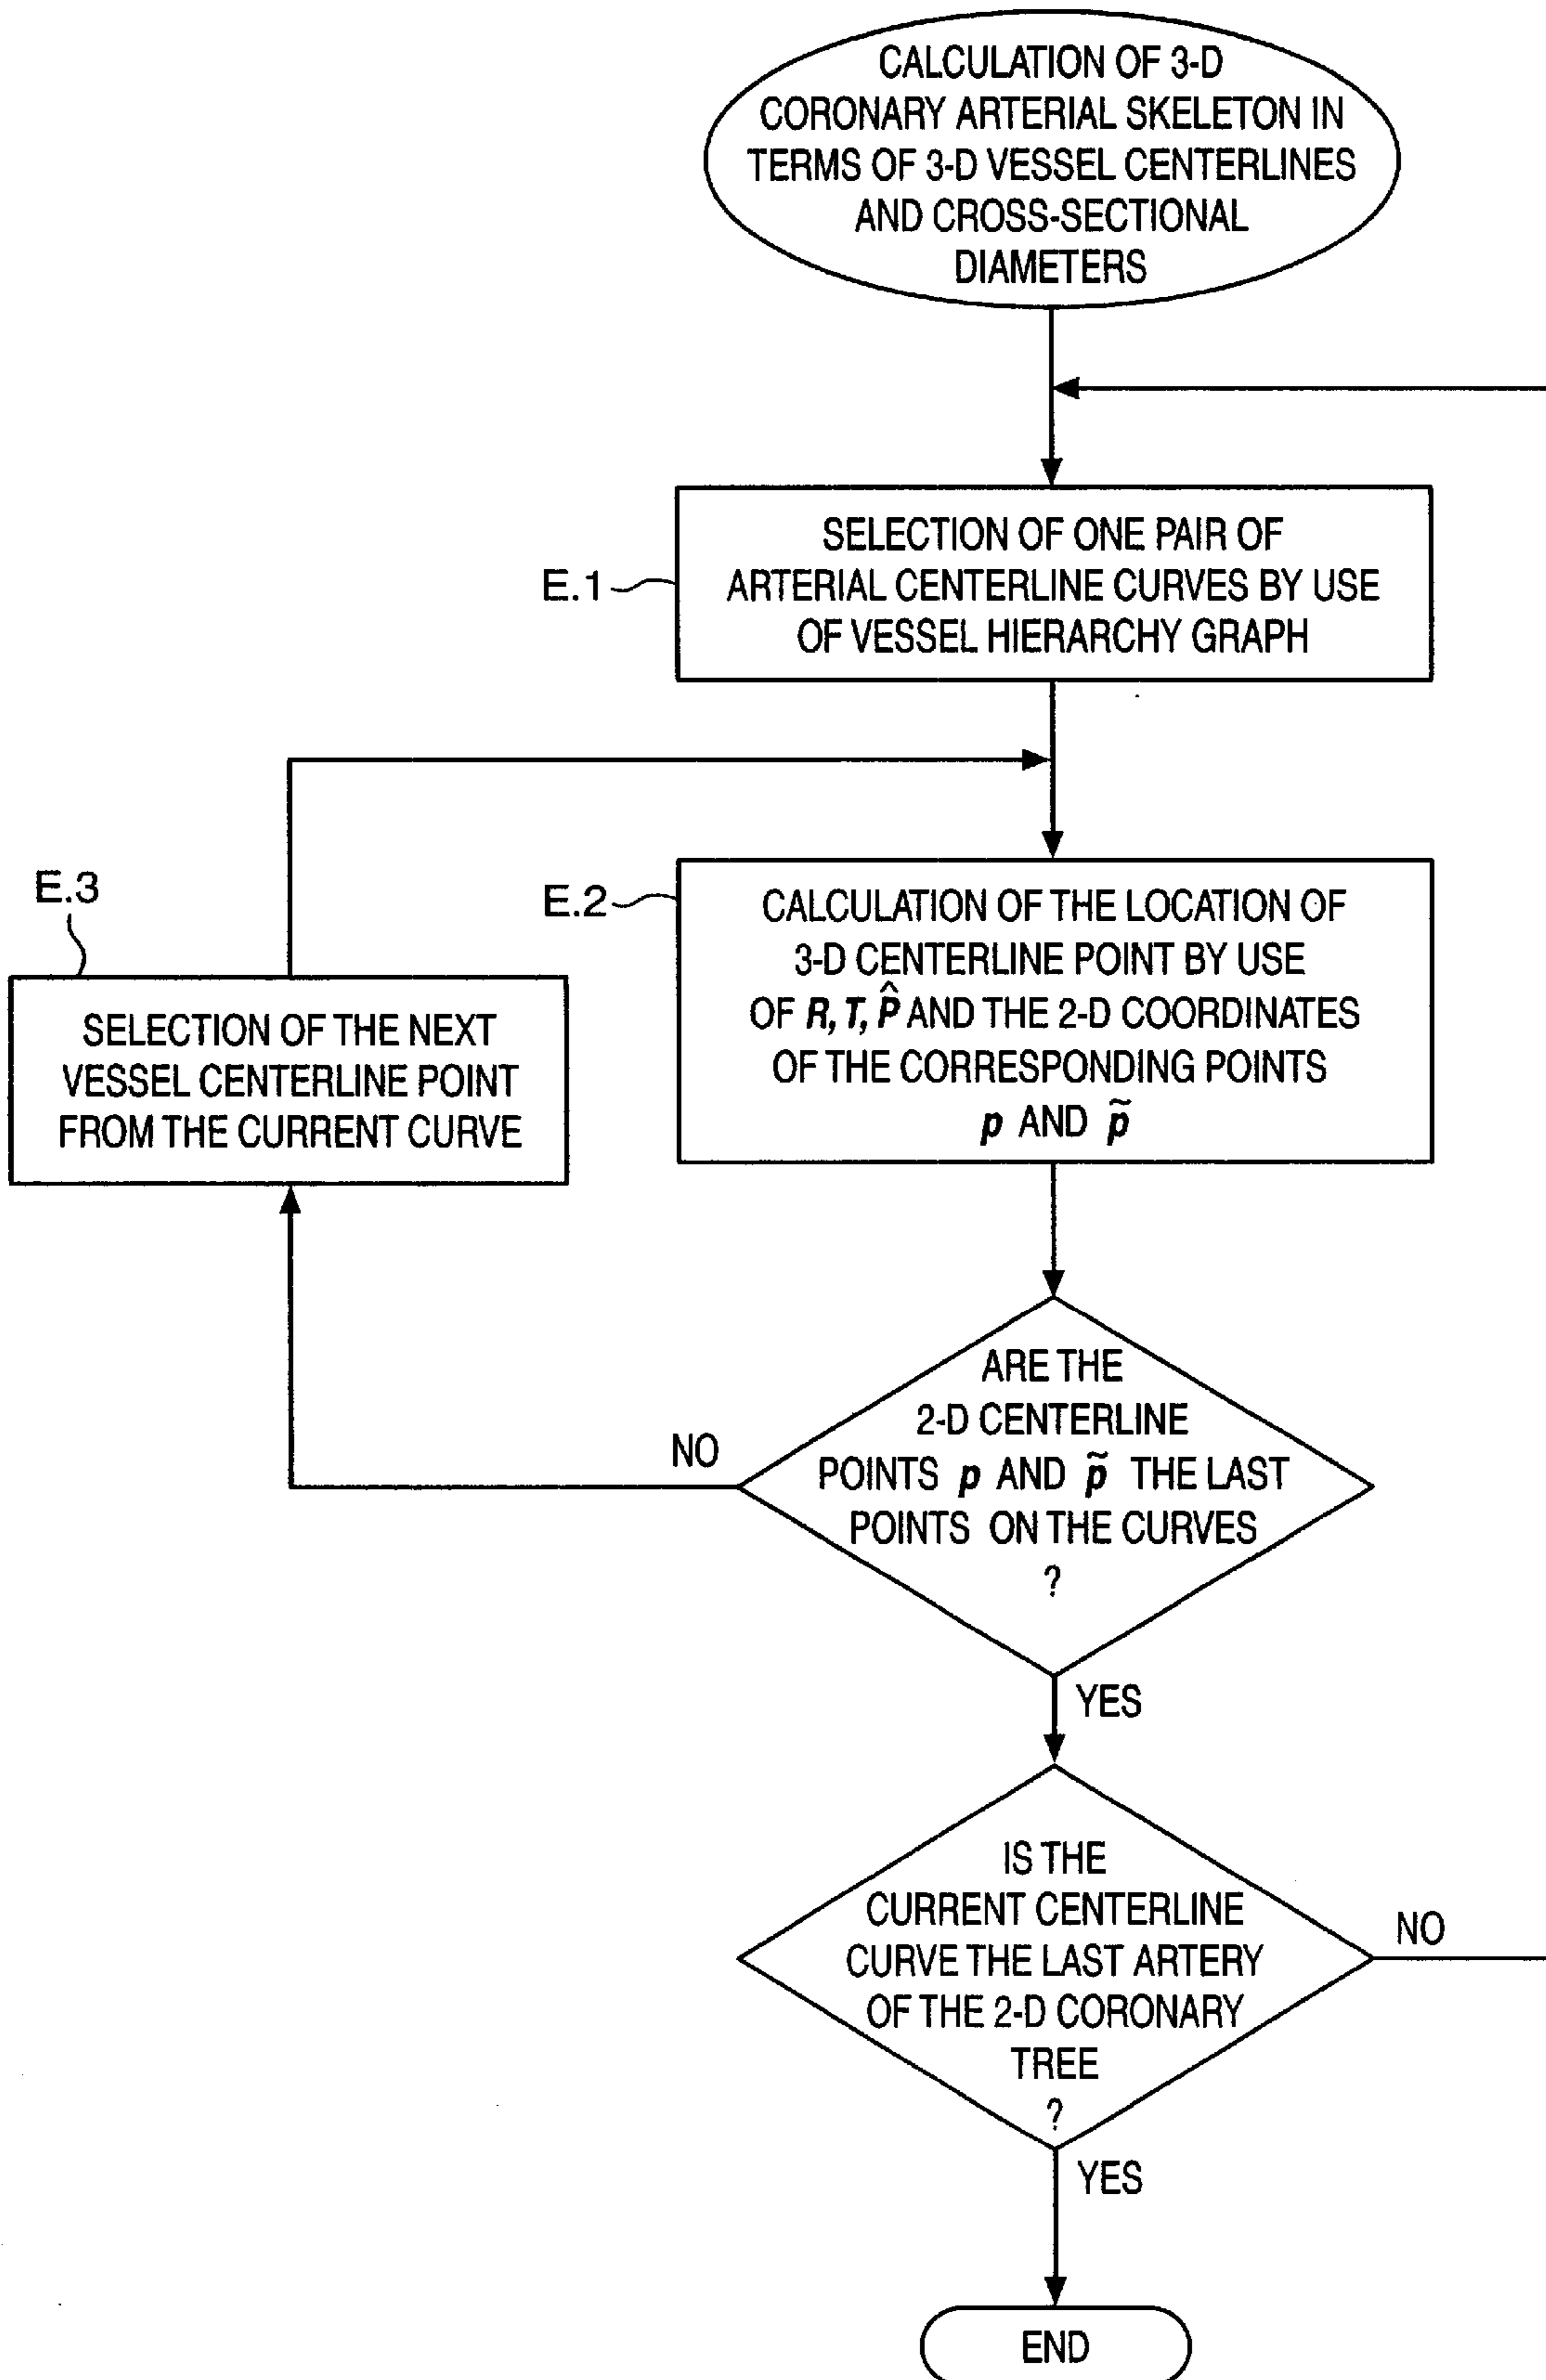 CALCULATION OF 3-D
CORONARY ARTERIAL SKELETON IN
TERMS OF 3-D VESSEL CENTERLINES
AND CROSS-SECTIONAL
DIAMETERS
E.1
SELECTION OF ONE PAIR OF
ARTERIAL CENTERLINE CURVES BY USE
OF VESSEL HIERARCHY GRAPH
E.3
SELECTION OF THE NEXT
VESSEL CENTERLINE POINT
FROM THE CURRENT CURVE
E.2
CALCULATION OF THE LOCATION OF
3-D CENTERLINE POINT BY USE
OF R, T, P̂ AND THE 2-D COORDINATES
OF THE CORRESPONDING POINTS
p AND p̃
ARE THE
2-D CENTERLINE
POINTS p AND p̃ THE LAST
POINTS ON THE CURVES
?
NO
YES
IS THE
CURRENT CENTERLINE
CURVE THE LAST ARTERY
OF THE 2-D CORONARY
TREE
?
NO
YES
END